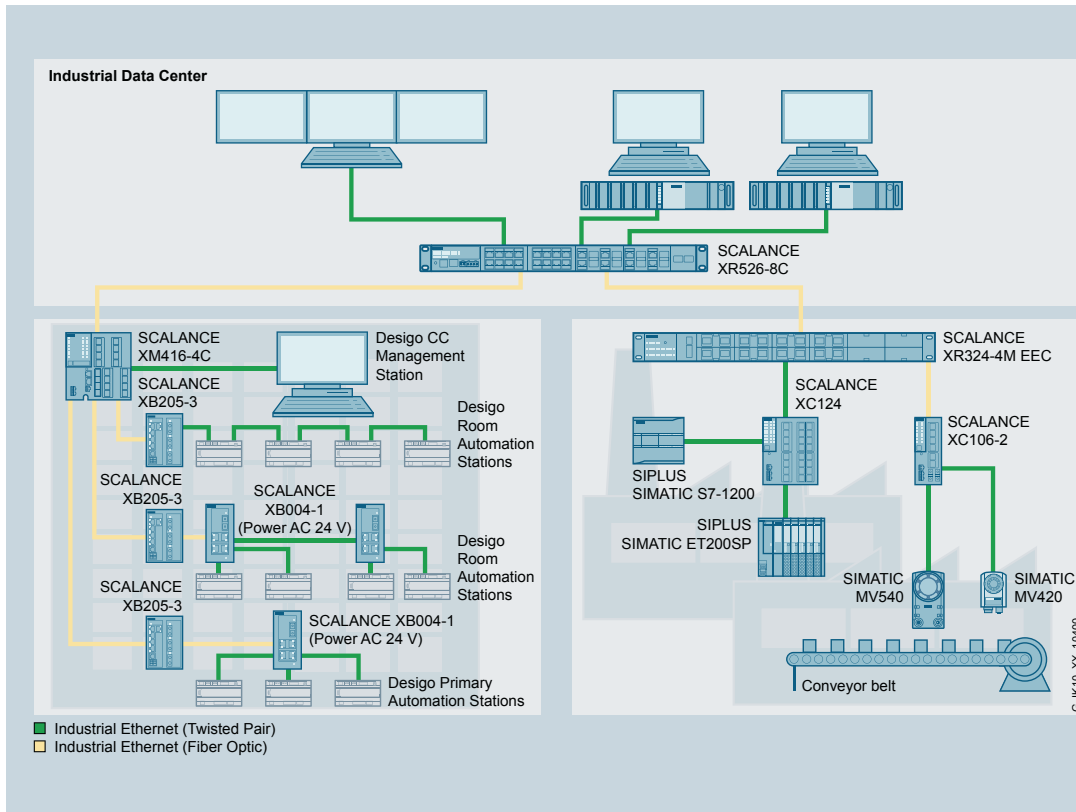 Industrial Data Center
SCALANCE
XR526-8C
SCALANCE
XM416-4C
Desigo CC
Management
Station
SCALANCE
XB205-3
Desigo
Room
Automation
Stations
SCALANCE
XB205-3
SCALANCE
XB004-1
(Power AC 24 V)
Desigo
Room
Automation
Stations
SCALANCE
XB205-3
SCALANCE XB004-1
(Power AC 24 V)
Desigo Primary
Automation Stations
SCALANCE
XR324-4M EEC
SCALANCE
XC124
SCALANCE
XC106-2
SIPLUS
SIMATIC S7-1200
SIPLUS
SIMATIC ET200SP
SIMATIC
MV540
SIMATIC
MV420
Conveyor belt
Industrial Ethernet (Twisted Pair)
Industrial Ethernet (Fiber Optic)